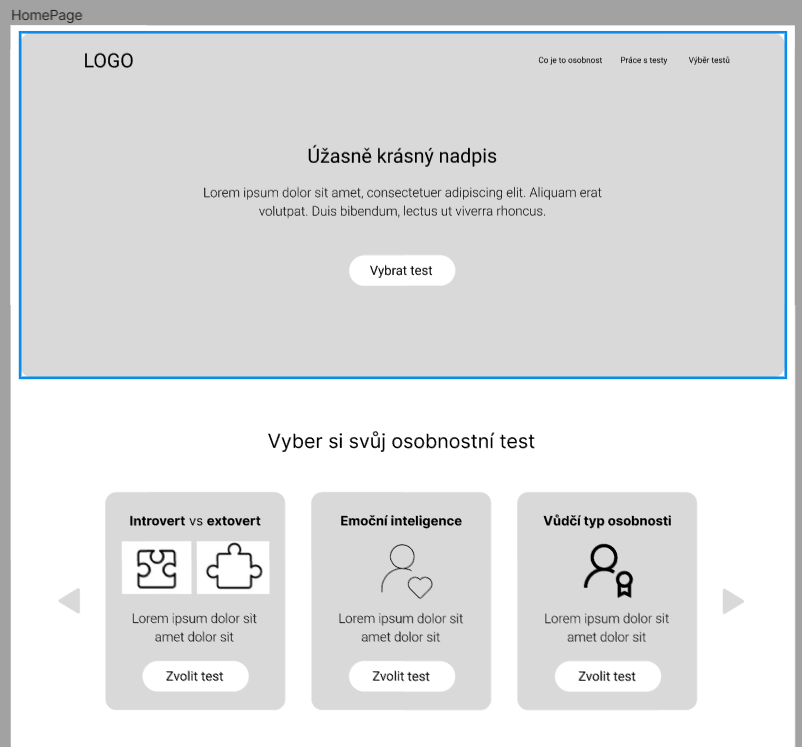 HomePage
LOGO
Co je to osobnost
Práce s testy
Výběr testů
Úžasně krásný nadpis
Lorem ipsum dolor sit amet, consectetuer adipiscing elit. Aliquam erat
volutpat. Duis bibendum, lectus ut viverra rhoncus.
Vybrat test
Vyber si svůj osobnostní test
Introvert vs extovert
Lorem ipsum dolor sit
amet dolor sit
Zvolit test
Emoční inteligence
Lorem ipsum dolor sit
amet dolor sit
Zvolit test
Vůdčí typ osobnosti
Lorem ipsum dolor sit
amet dolor sit
Zvolit test